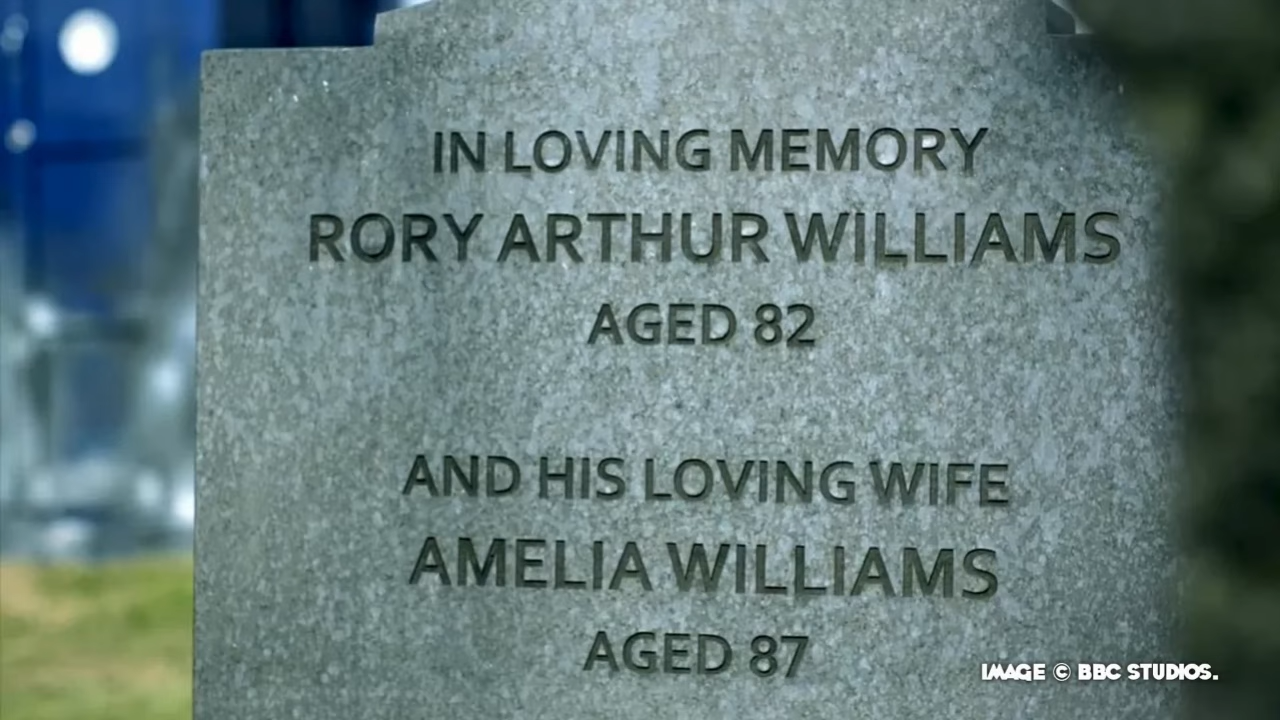 IN LOVING MEMORY
RORY ARTHUR WILLIAMS
AGED 82
AND HIS LOVING WIFE
AMELIA WILLIAMS
AGED 87
IMAGE © BBC STUDIOS.